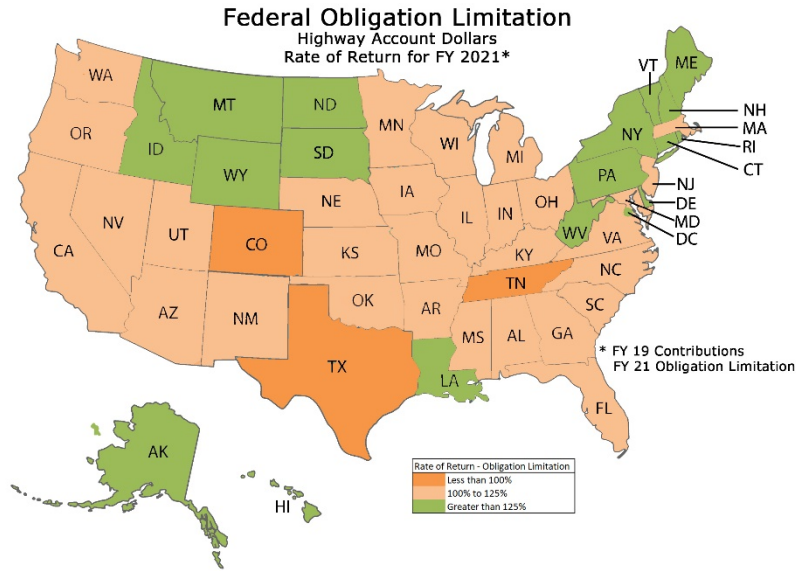 Federal Obligation Limitation
Highway Account Dollars
Rate of Return for FY 2021*
WA
OR
CA
NV
ID
MT
WY
UT
CO
AZ
NM
ND
SD
NE
KS
OK
TX
MN
IA
MO
AR
LA
WI
IL
IN
MI
OH
KY
TN
MS
AL
GA
FL
SC
NC
VA
WV
PA
NY
VT
ME
NH
MA
RI
CT
NJ
DE
MD
DC
AK
HI
* FY 19 Contributions
FY 21 Obligation Limitation
Rate of Return - Obligation Limitation
Less than 100%
100% to 125%
Greater than 125%